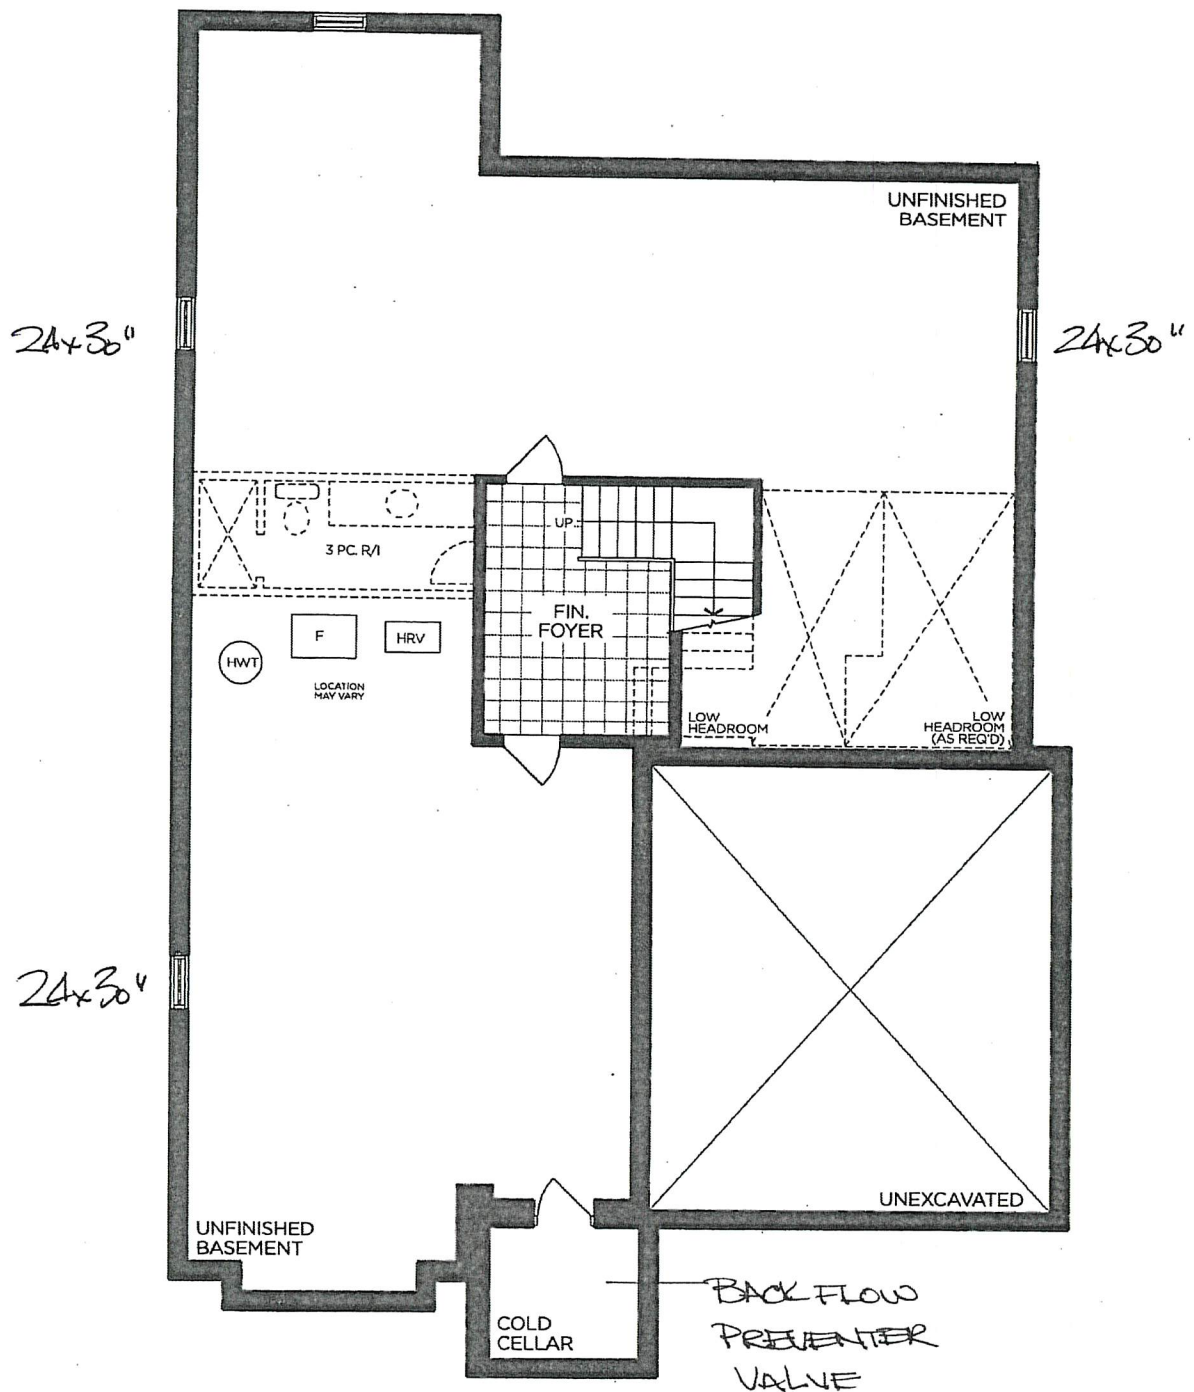 UNFINISHED
BASEMENT
24x30"
24x30"
UP
3 PC. R/I
FIN.
FOYER
F
HRV
HWT
LOCATION
MAY VARY
LOW
HEADROOM
LOW
HEADROOM
(AS REQ'D)
24x30"
UNEXCAVATED
UNFINISHED
BASEMENT
COLD
CELLAR
BACK FLOW
PREVENTER
VALVE